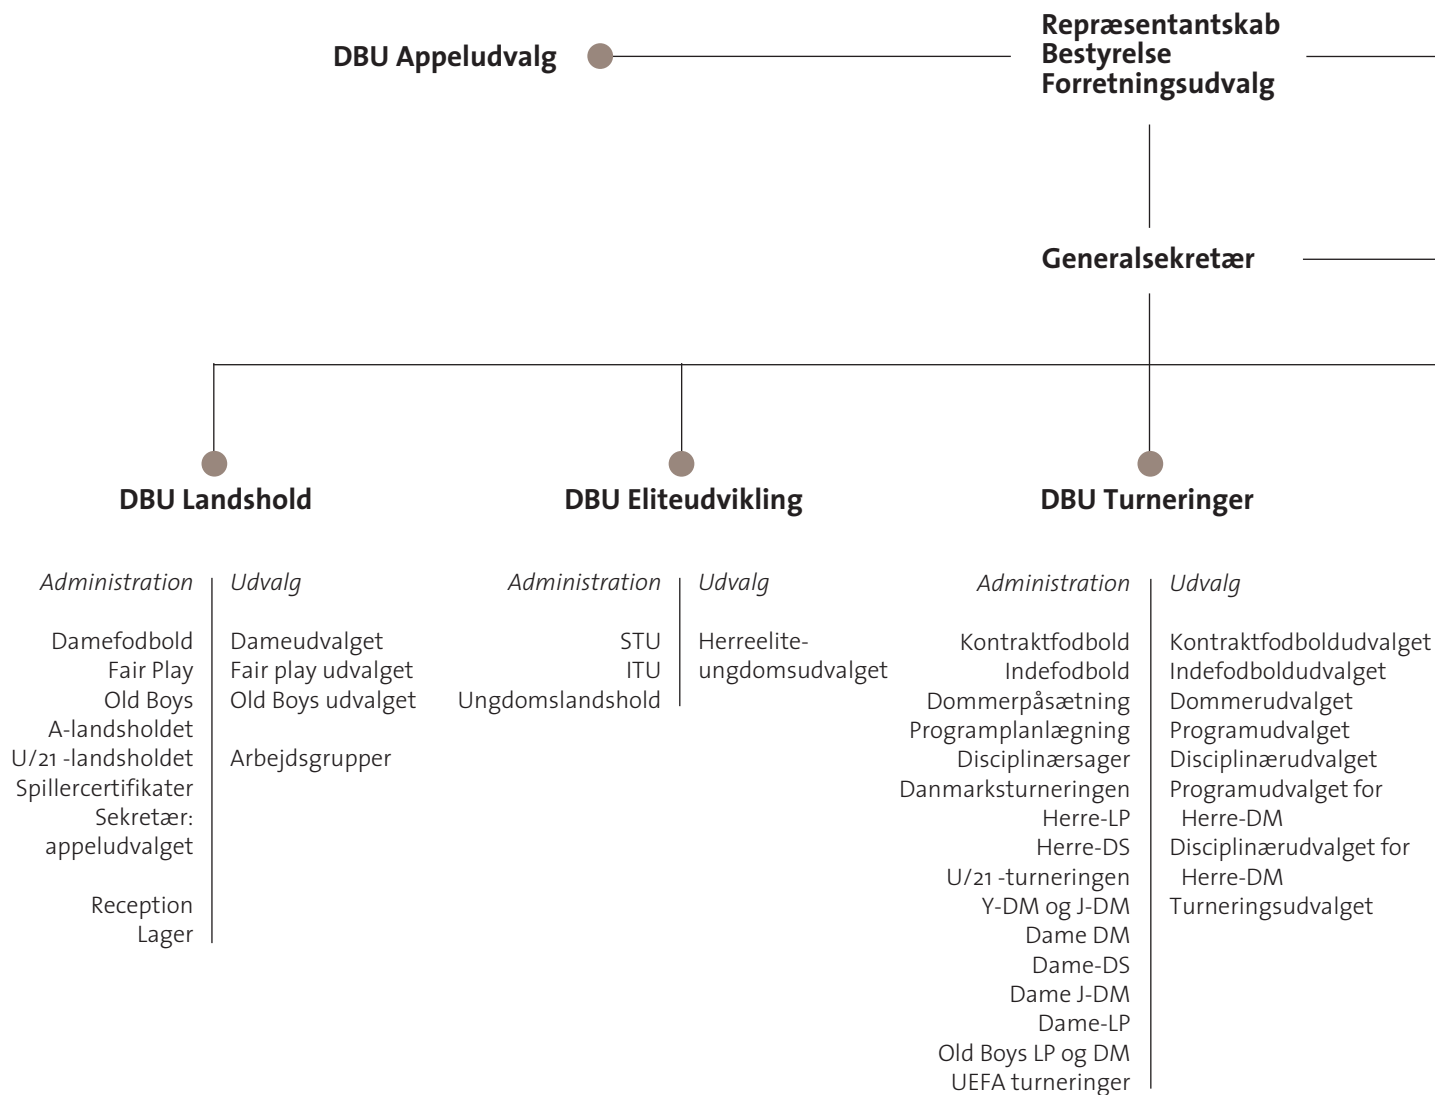 DBU Appeludvalg
Repræsentantskab
Bestyrelse
Forretningsudvalg
Generalsekretær
DBU Landshold
Administration
Damefodbold
Fair Play
Old Boys
A-landsholdet
U/21 -landsholdet
Spillercertifikater
Sekretær:
appeludvalget
Reception
Lager
Udvalg
Dameudvalget
Fair play udvalget
Old Boys udvalget
Arbejdsgrupper
DBU Eliteudvikling
Administration
STU
ITU
Ungdomslandshold
Udvalg
Herreelite-
ungdomsudvalget
DBU Turneringer
Administration
Kontraktfodbold
Indefodbold
Dommerpåsætning
Programplanlægning
Disciplinærsager
Danmarksturneringen
Herre-LP
Herre-DS
U/21 -turneringen
Y-DM og J-DM
Dame DM
Dame-DS
Dame J-DM
Dame-LP
Old Boys LP og DM
UEFA turneringer
Udvalg
Kontraktfodboldudvalget
Indefodboldudvalget
Dommerudvalget
Programudvalget
Disciplinærudvalget
Programudvalget for
Herre-DM
Disciplinærudvalget for
Herre-DM
Turneringsudvalget